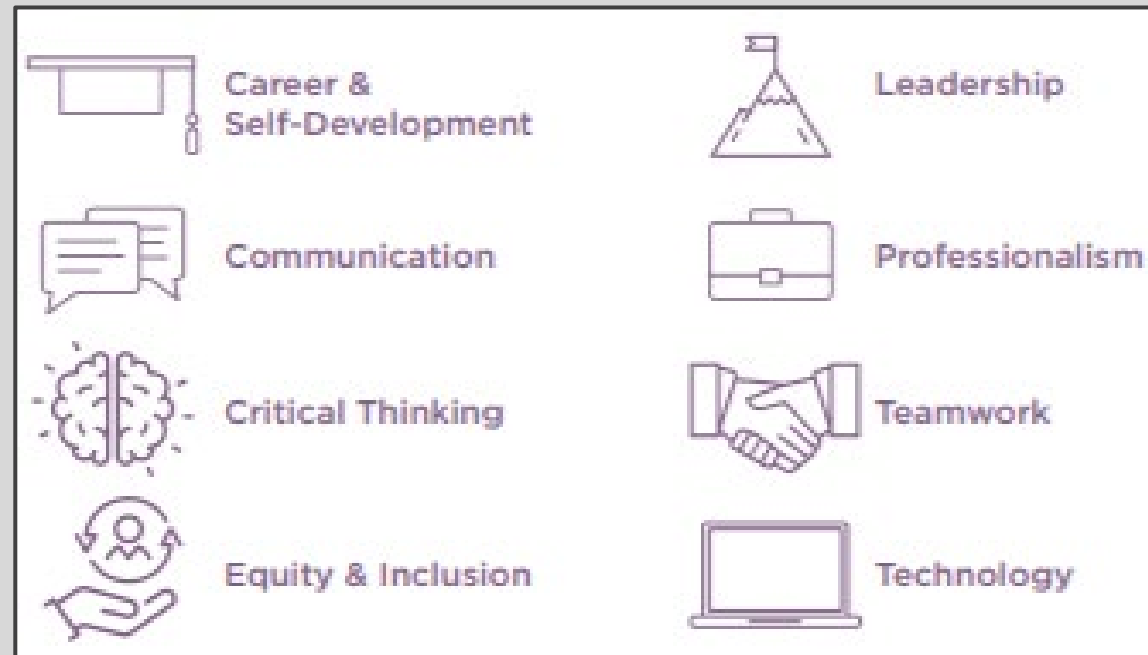 Career &
Self-Development
Communication
Critical Thinking
Equity & Inclusion
Leadership
Professionalism
Teamwork
Technology